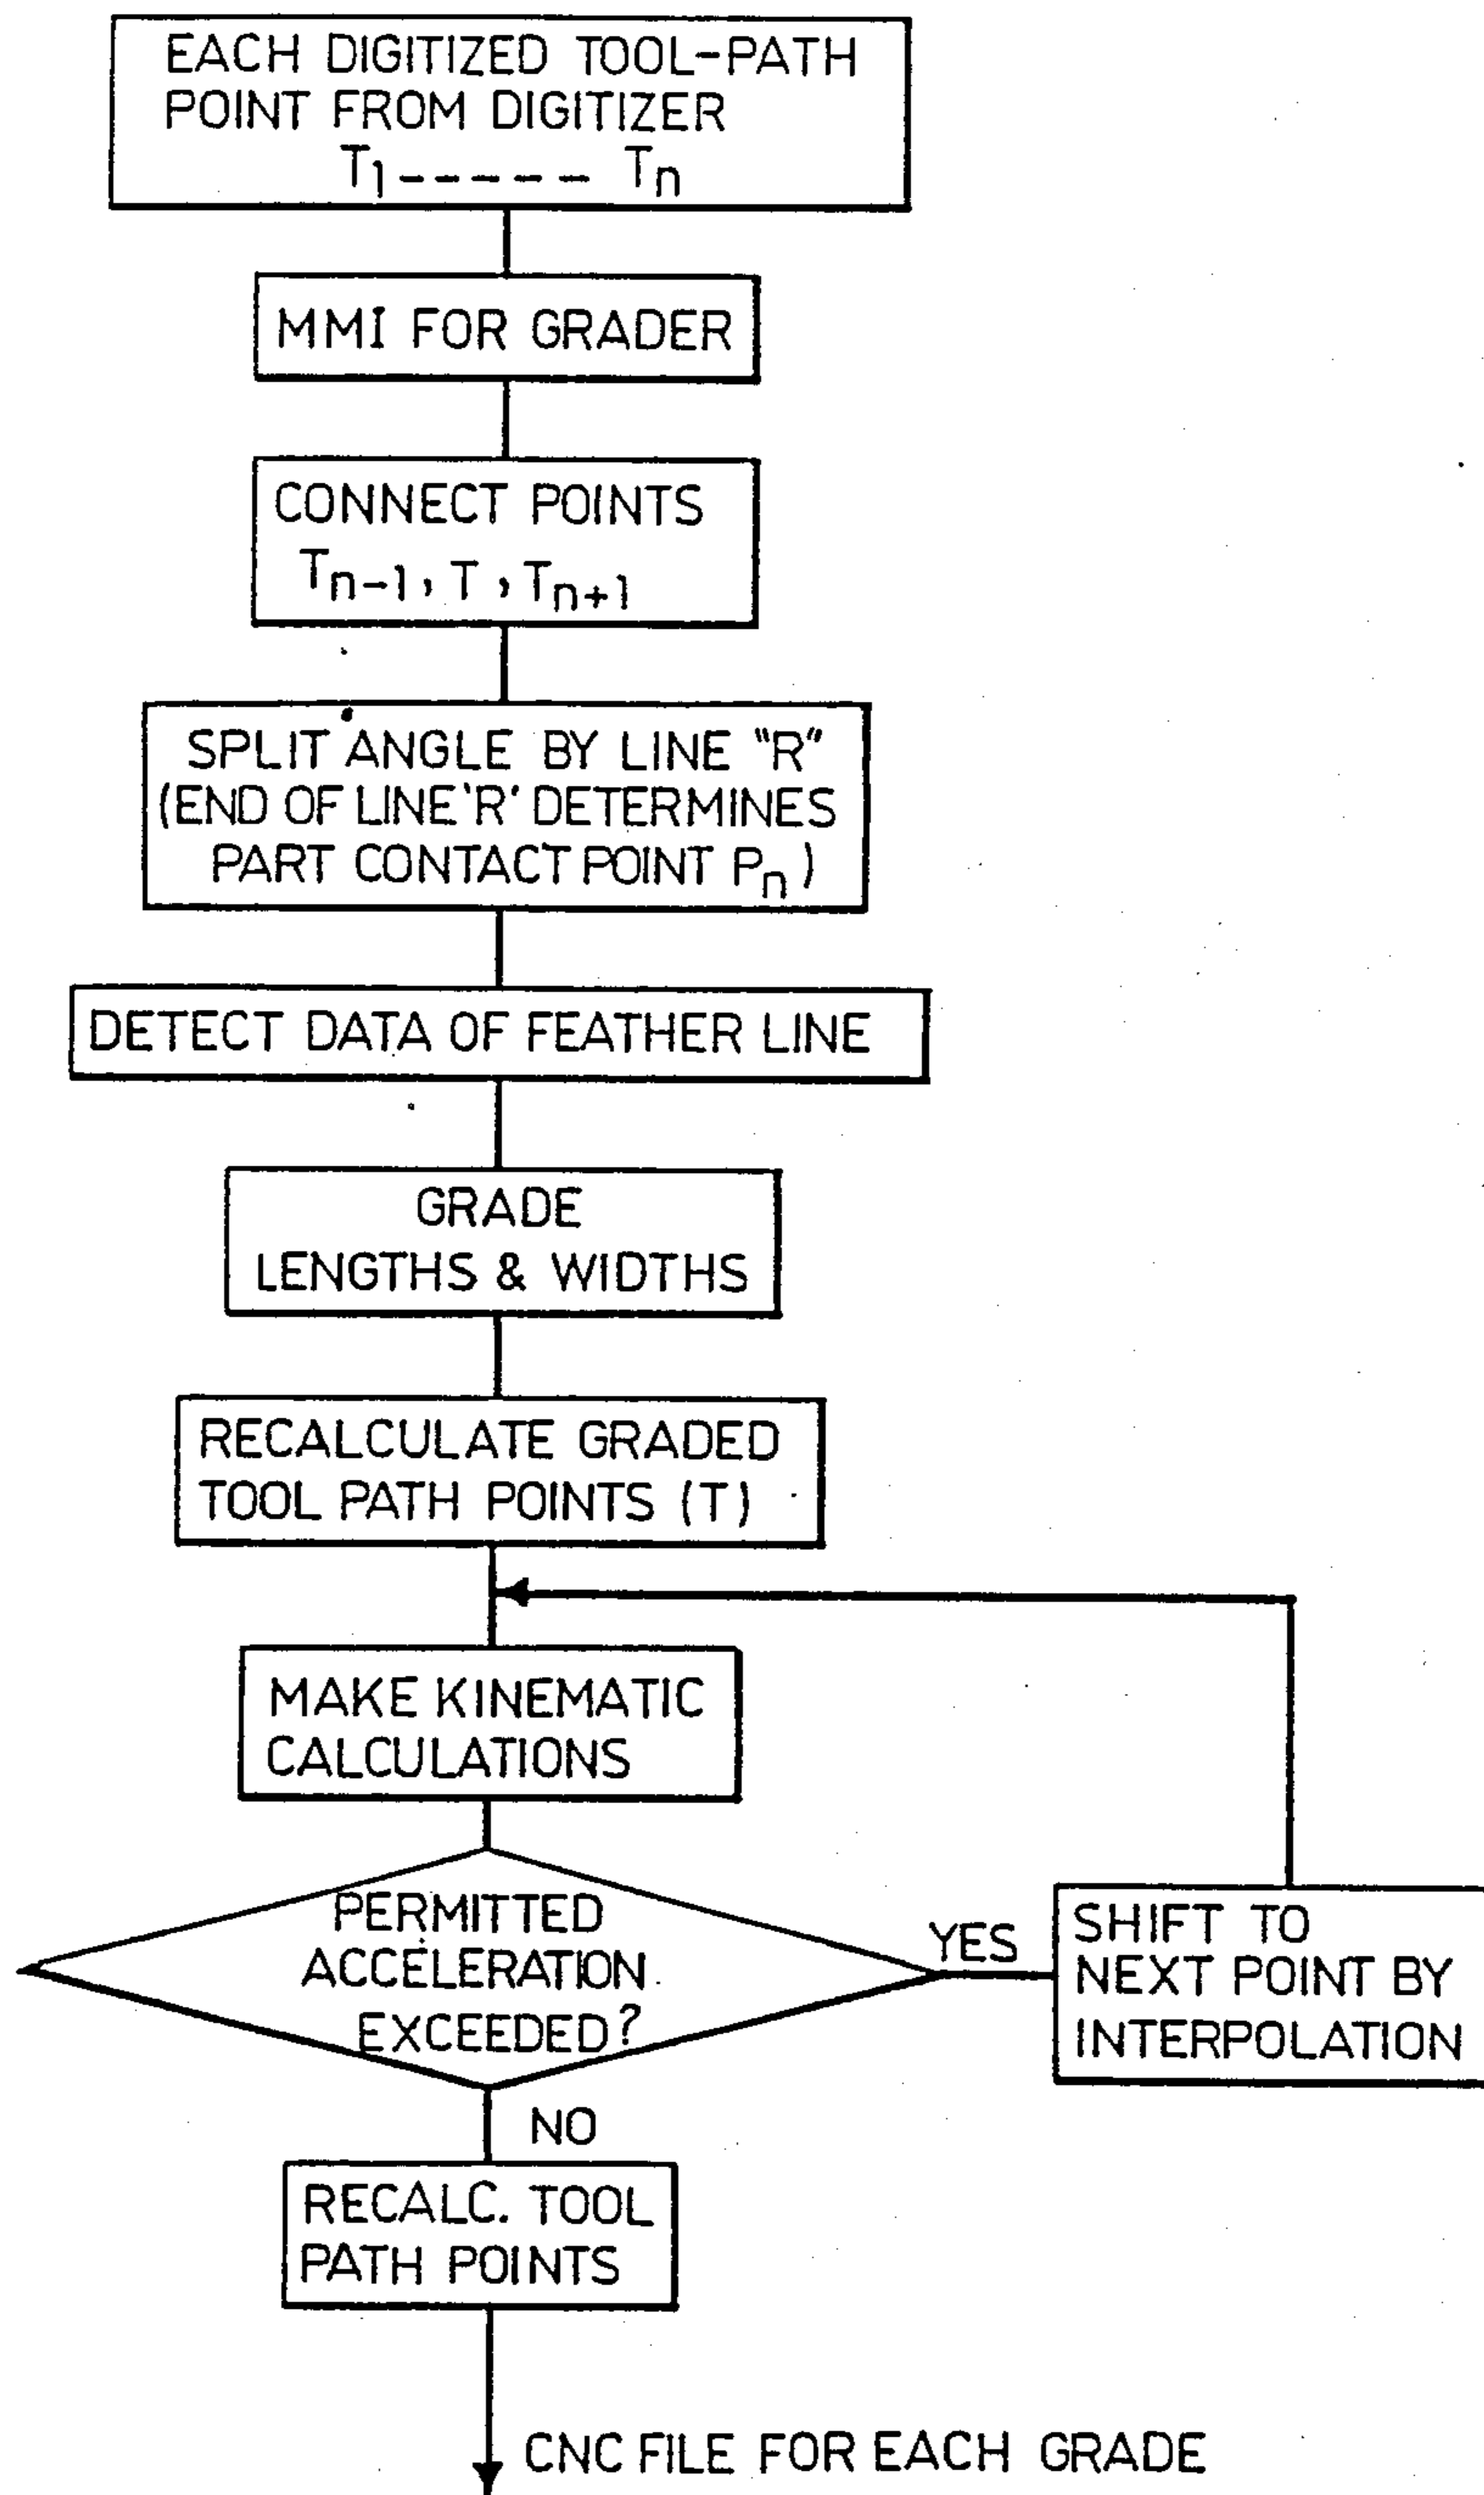 EACH DIGITIZED TOOL-PATH
POINT FROM DIGITIZER
T1 ----- Tn
MMI FOR GRADER
CONNECT POINTS
Tn-1, T, Tn+1
SPLIT ANGLE BY LINE "R"
(END OF LINE 'R' DETERMINES
PART CONTACT POINT Pn)
DETECT DATA OF FEATHER LINE
GRADE
LENGTHS & WIDTHS
RECALCULATE GRADED
TOOL PATH POINTS (T)
MAKE KINEMATIC
CALCULATIONS
PERMITTED
ACCELERATION
EXCEEDED?
YES
SHIFT TO
NEXT POINT BY
INTERPOLATION
NO
RECALC. TOOL
PATH POINTS
CNC FILE FOR EACH GRADE